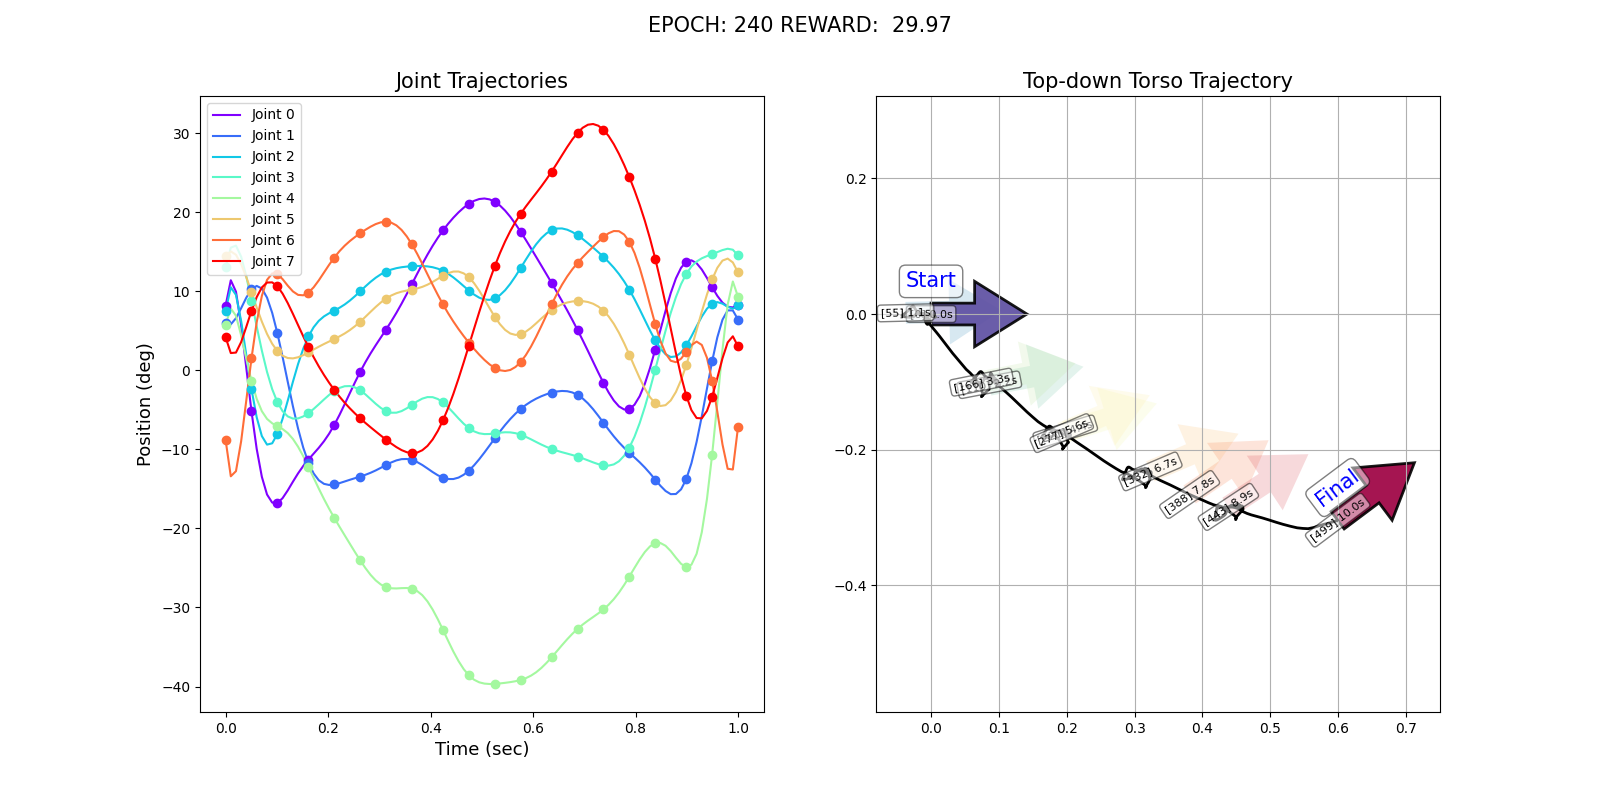 EPOCH: 240 REWARD:  29.97
Joint Trajectories
Joint 0
Joint 1
Joint 2
Joint 3
Joint 4
Joint 5
Joint 6
Joint 7
Position (deg)
30
20
10
0
−10
−20
−30
−40
0.0
0.2
0.4
0.6
0.8
1.0
Time (sec)
Top-down Torso Trajectory
0.2
0.0
−0.2
−0.4
0.0
0.1
0.2
0.3
0.4
0.5
0.6
0.7
Start
[55] 1.1s
[166] 3.3s
[277] 5.6s
[332] 6.7s
[388] 7.8s
[443] 8.9s
[499] 10.0s
Final